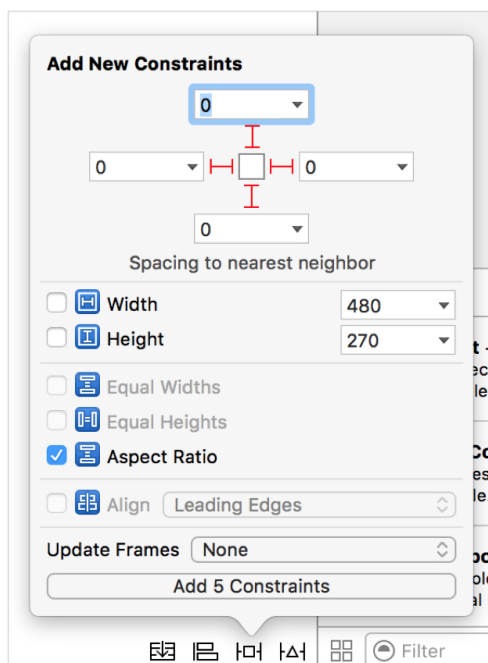 Add New Constraints
0
0 0
0
Spacing to nearest neighbor
Width 480
Height 270
Equal Widths
Equal Heights
Aspect Ratio
Align Leading Edges
Update Frames None
Add 5 Constraints
Filter